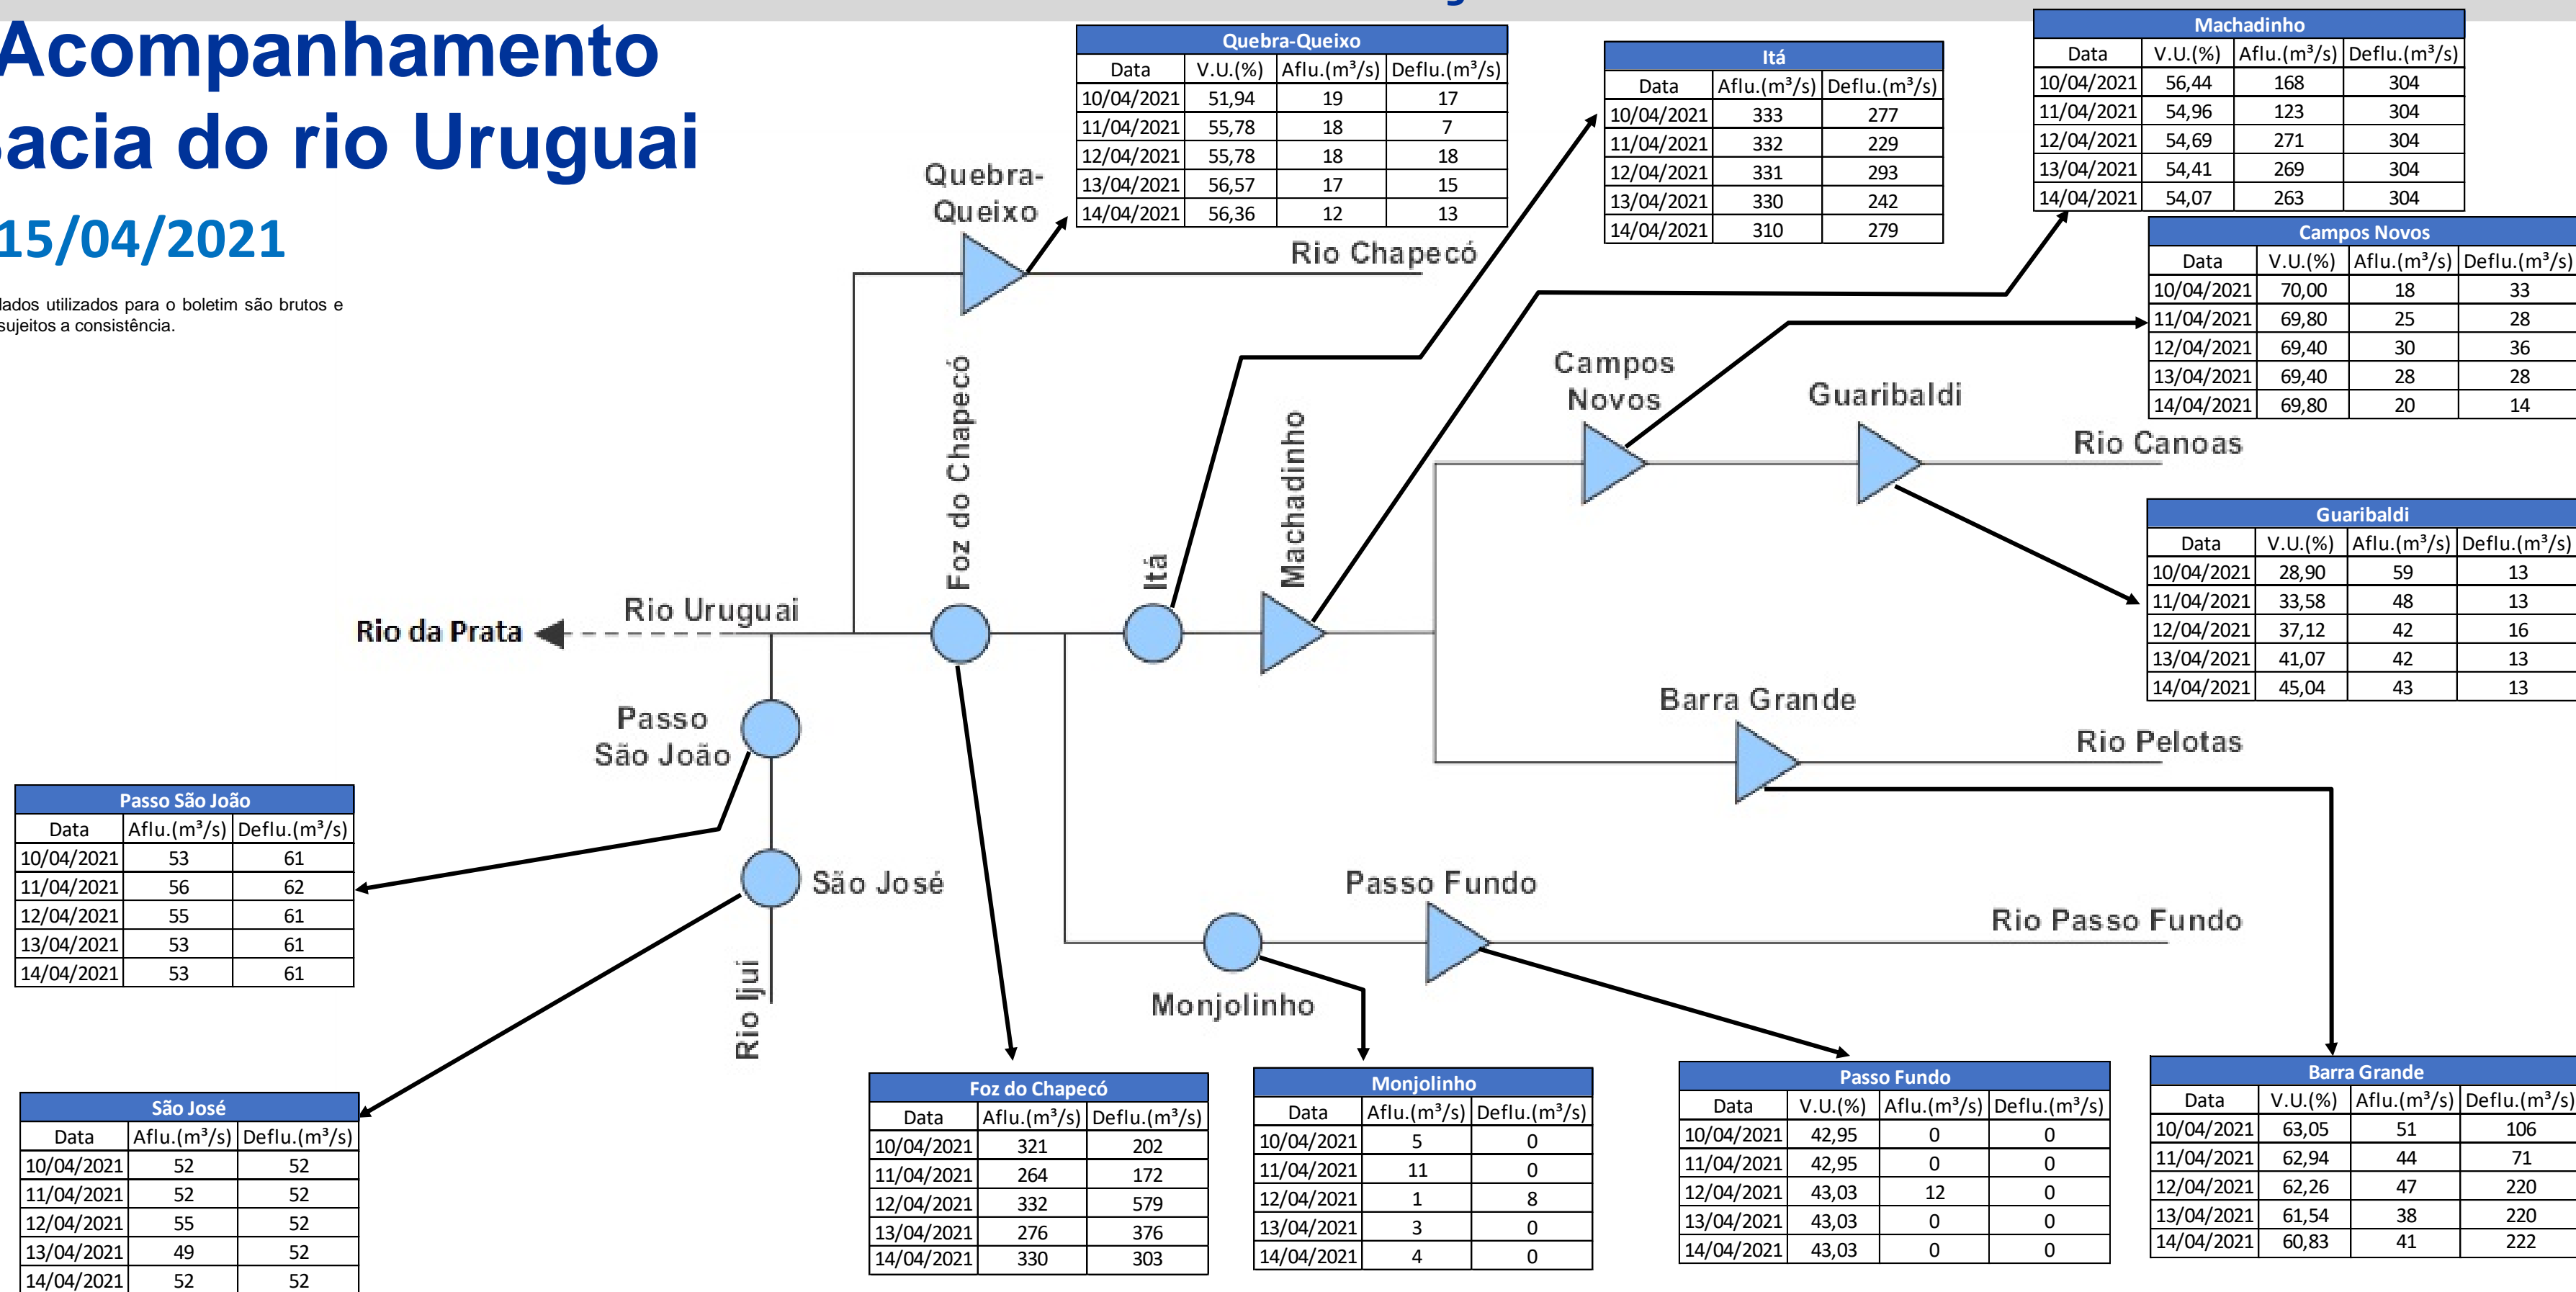 Acompanhamento
acia do rio Uruguai
15/04/2021
dados utilizados para o boletim são brutos e
sujeitos a consistência.
Quebra-Queixo
Data V.U.(%) Aflu.(m³/s) Deflu.(m³/s)
10/04/2021 51,94 19 17
11/04/2021 55,78 18 7
12/04/2021 55,78 18 18
13/04/2021 56,57 17 15
14/04/2021 56,36 12 13
Itá
Data Aflu.(m³/s) Deflu.(m³/s)
10/04/2021 333 277
11/04/2021 332 229
12/04/2021 331 293
13/04/2021 330 242
14/04/2021 310 279
Machadinho
Data V.U.(%) Aflu.(m³/s) Deflu.(m³/s)
10/04/2021 56,44 168 304
11/04/2021 54,96 123 304
12/04/2021 54,69 271 304
13/04/2021 54,41 269 304
14/04/2021 54,07 263 304
Campos Novos
Data V.U.(%) Aflu.(m³/s) Deflu.(m³/s)
10/04/2021 70,00 18 33
11/04/2021 69,80 25 28
12/04/2021 69,40 30 36
13/04/2021 69,40 28 28
14/04/2021 69,80 20 14
Quebra-
Queixo
Rio Chapecó
Foz do Chapecó
Itá
Machadinho
Campos
Novos
Guaribaldi
Rio Canoas
Guaribaldi
Data V.U.(%) Aflu.(m³/s) Deflu.(m³/s)
10/04/2021 28,90 59 13
11/04/2021 33,58 48 13
12/04/2021 37,12 42 16
13/04/2021 41,07 42 13
14/04/2021 45,04 43 13
Rio da Prata
Rio Uruguai
Passo
São João
São José
Rio Ijuí
Barra Grande
Rio Pelotas
Passo Fundo
Rio Passo Fundo
Monjolinho
Passo São João
Data Aflu.(m³/s) Deflu.(m³/s)
10/04/2021 53 61
11/04/2021 56 62
12/04/2021 55 61
13/04/2021 53 61
14/04/2021 53 61
São José
Data Aflu.(m³/s) Deflu.(m³/s)
10/04/2021 52 52
11/04/2021 52 52
12/04/2021 55 52
13/04/2021 49 52
14/04/2021 52 52
Foz do Chapecó
Data Aflu.(m³/s) Deflu.(m³/s)
10/04/2021 321 202
11/04/2021 264 172
12/04/2021 332 579
13/04/2021 276 376
14/04/2021 330 303
Monjolinho
Data Aflu.(m³/s) Deflu.(m³/s)
10/04/2021 5 0
11/04/2021 11 0
12/04/2021 1 8
13/04/2021 3 0
14/04/2021 4 0
Passo Fundo
Data V.U.(%) Aflu.(m³/s) Deflu.(m³/s)
10/04/2021 42,95 0 0
11/04/2021 42,95 0 0
12/04/2021 43,03 12 0
13/04/2021 43,03 0 0
14/04/2021 43,03 0 0
Barra Grande
Data V.U.(%) Aflu.(m³/s) Deflu.(m³/s)
10/04/2021 63,05 51 106
11/04/2021 62,94 44 71
12/04/2021 62,26 47 220
13/04/2021 61,54 38 220
14/04/2021 60,83 41 222